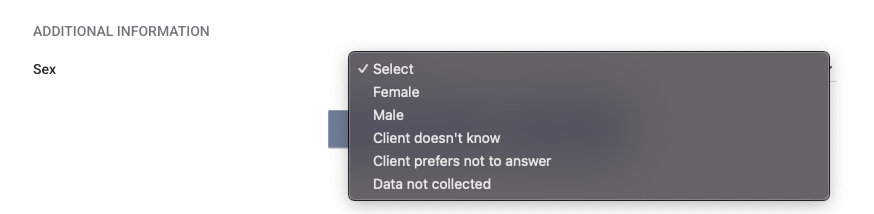 ADDITIONAL INFORMATION
Sex
✓ Select
Female
Male
Client doesn't know
Client prefers not to answer
Data not collected